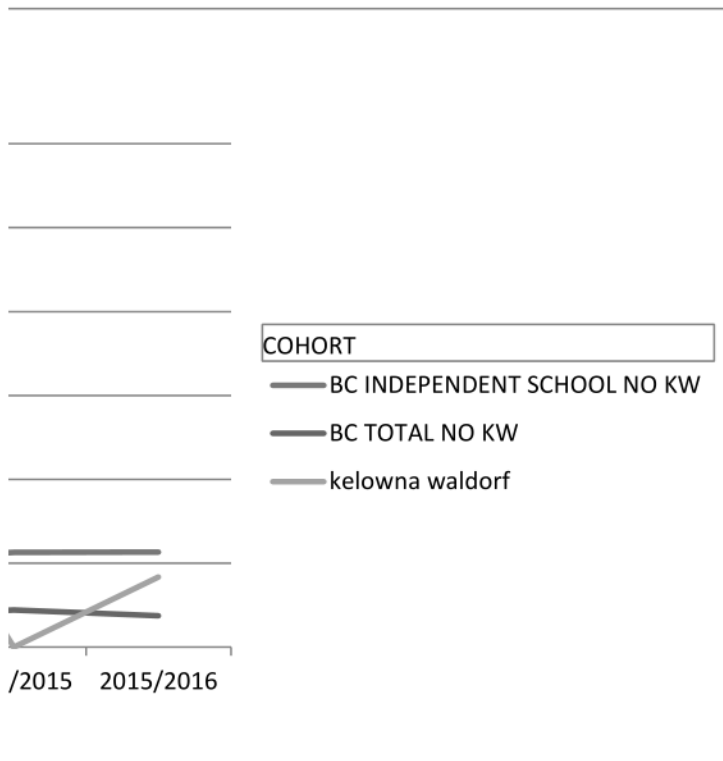 COHORT
BC INDEPENDENT SCHOOL NO KW
BC TOTAL NO KW
kelowna waldorf
/2015 2015/2016